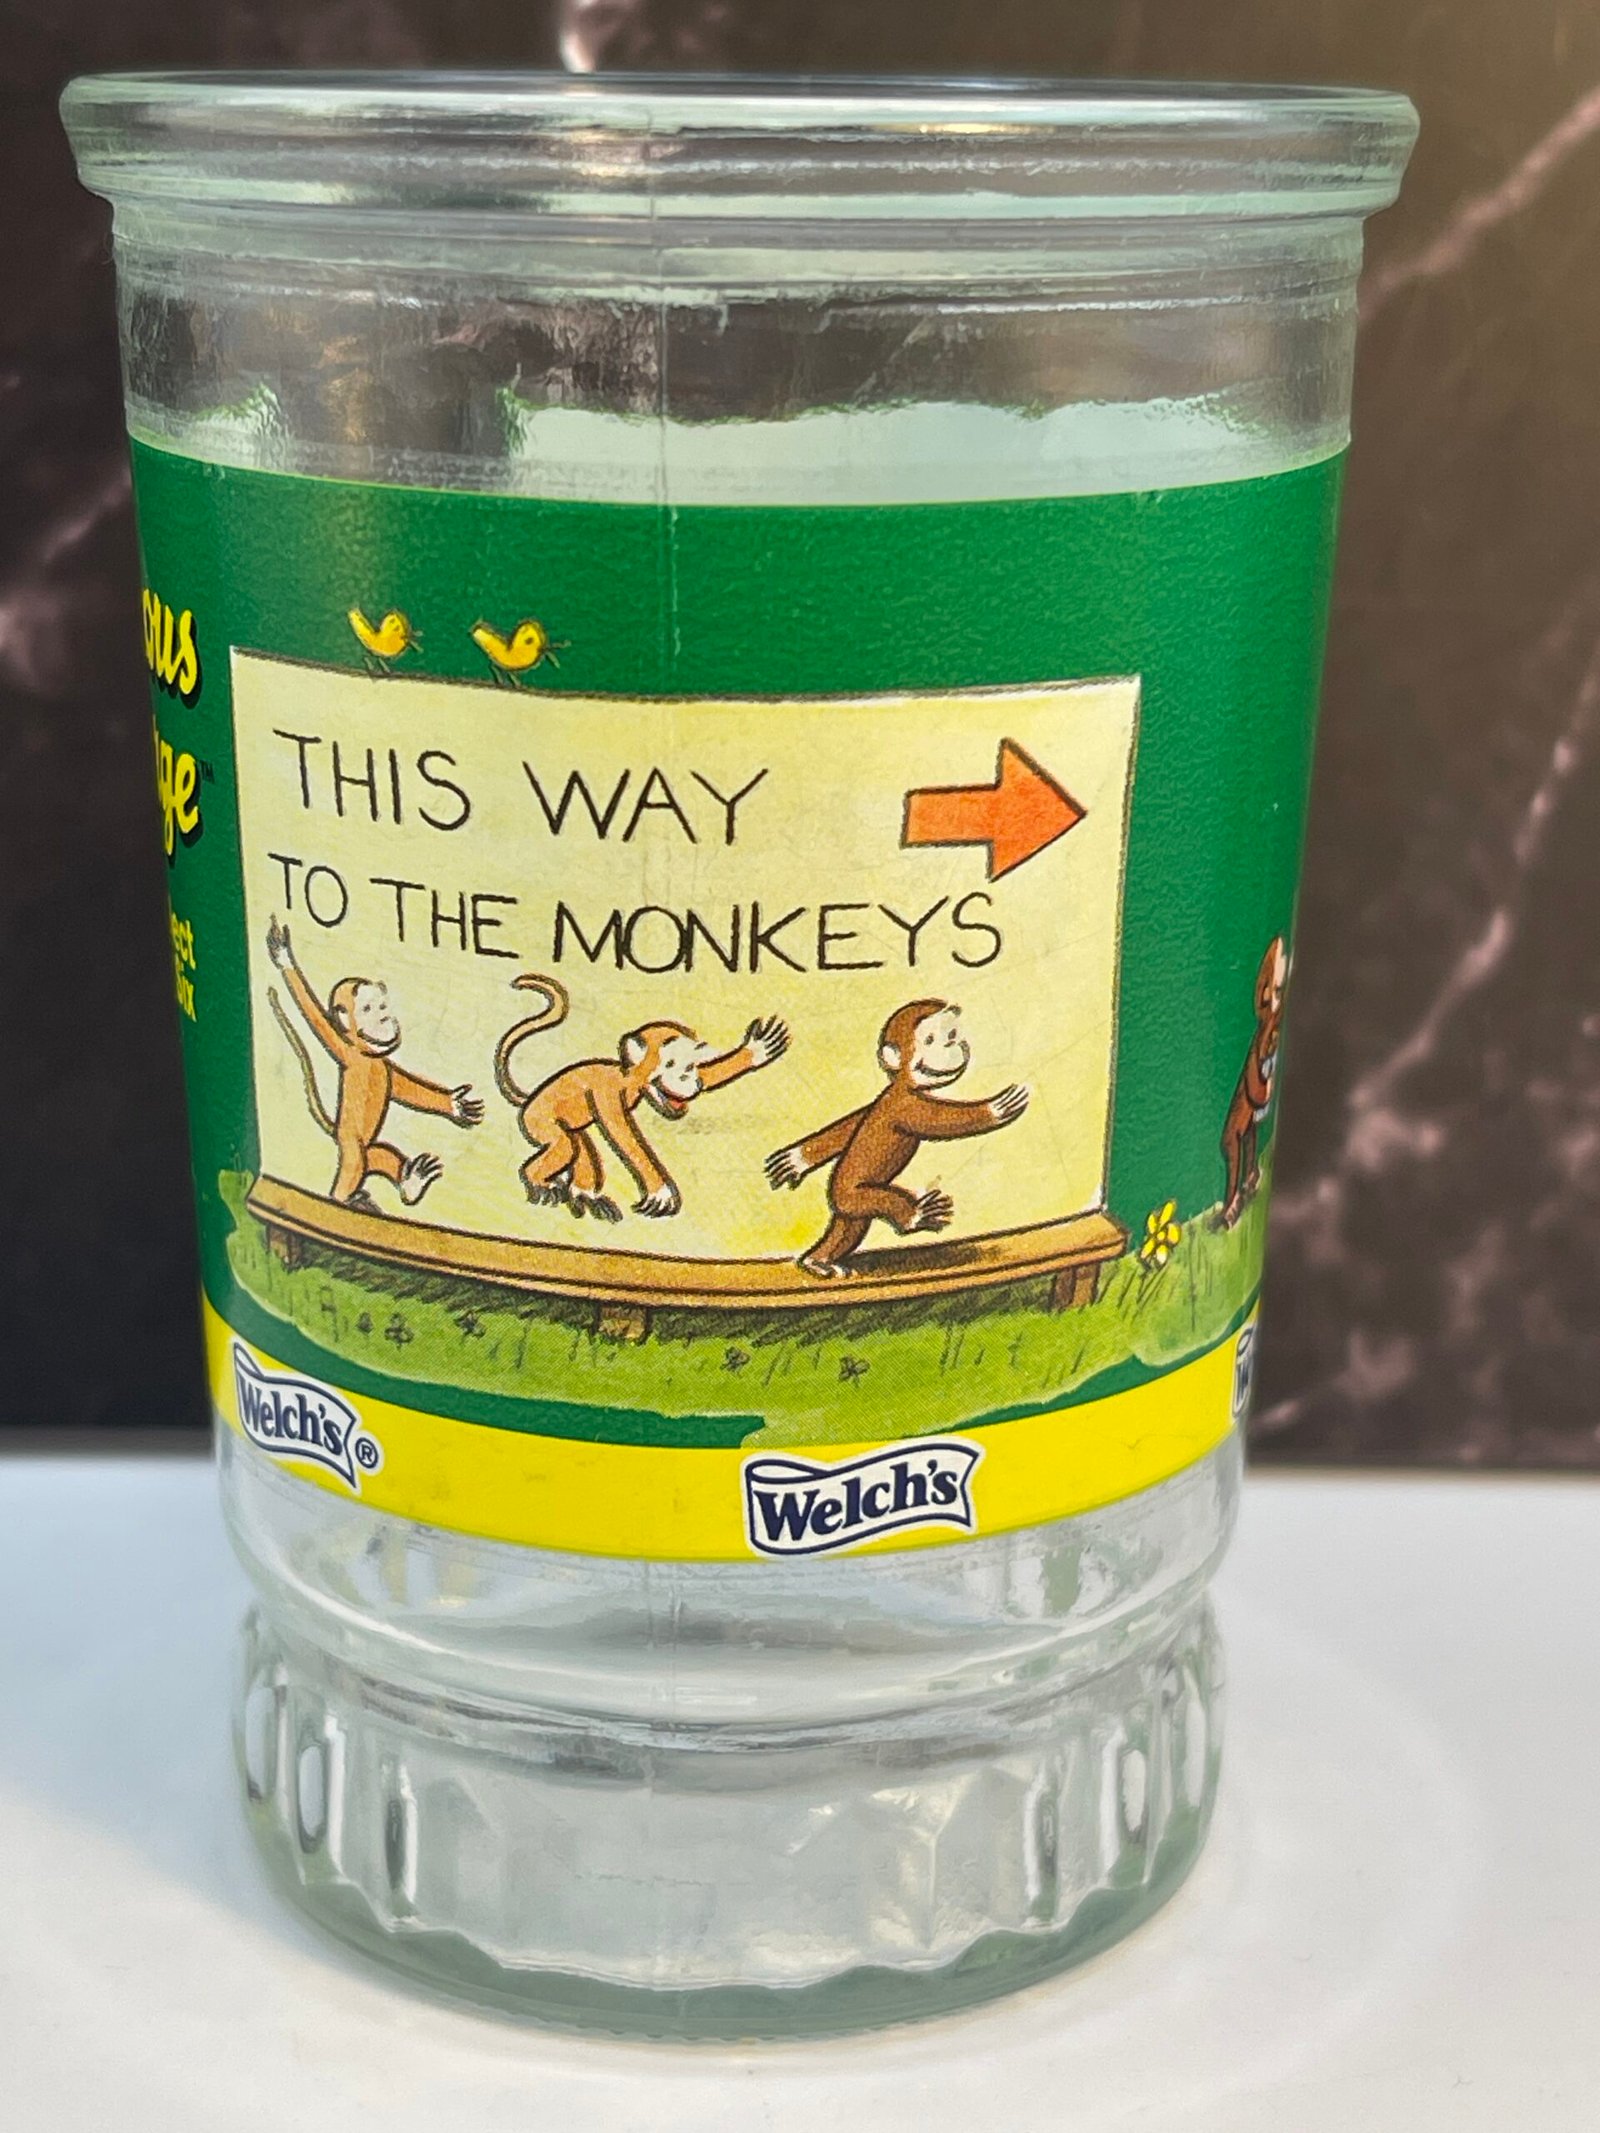 THIS WAY
TO THE MONKEYS
Welch's®
Welch's